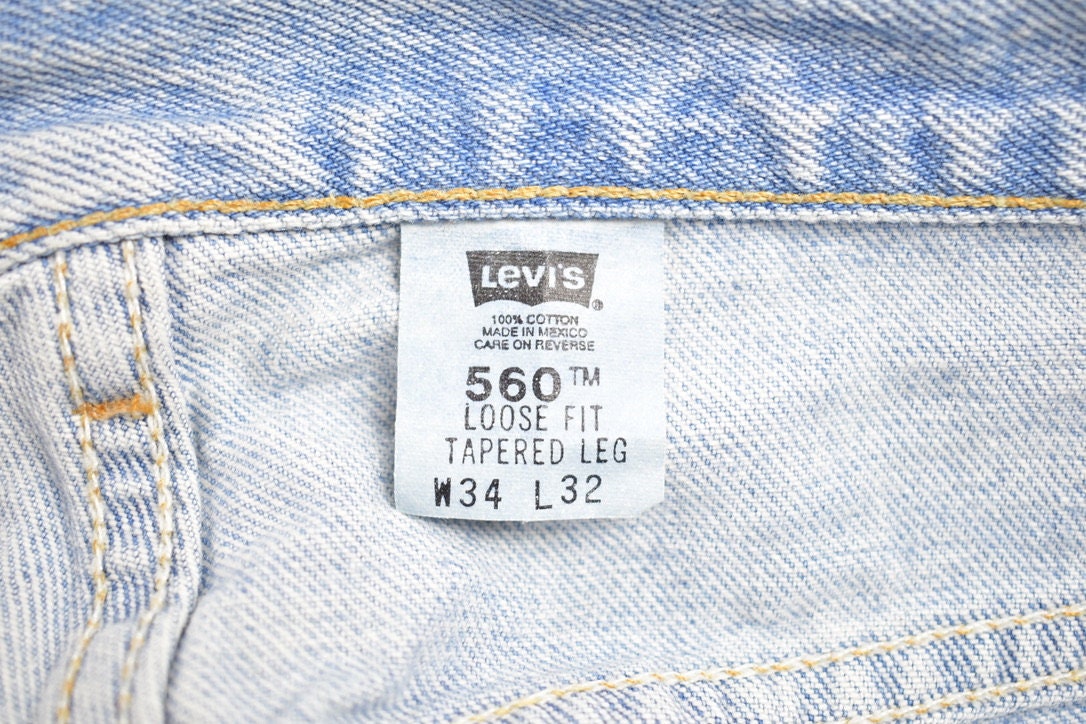 Levi's®
100% COTTON
MADE IN MEXICO
CARE ON REVERSE
560™
LOOSE FIT
TAPERED LEG
W34 L32